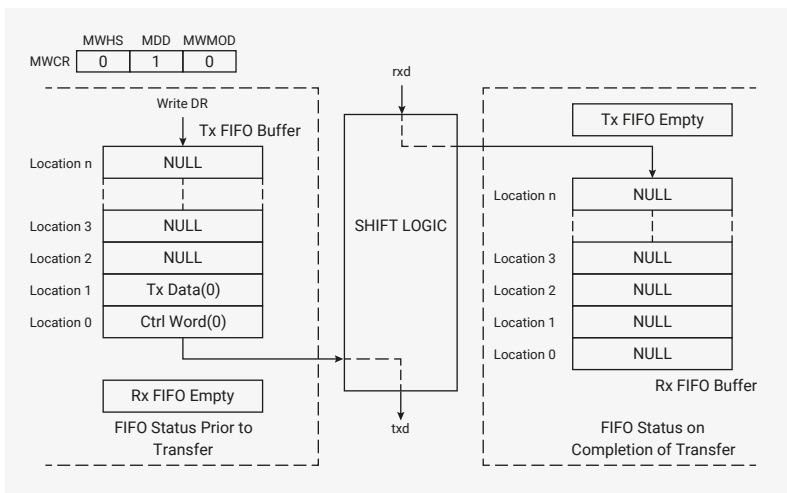 MWHS MDD MWMOD
MWCR 0 1 0
Write DR
Tx FIFO Buffer
Location n NULL
Location 3 NULL
Location 2 NULL
Location 1 Tx Data(0)
Location 0 Ctrl Word(0)
Rx FIFO Empty
FIFO Status Prior to
Transfer
rxd
SHIFT LOGIC
txd
Tx FIFO Empty
Location n NULL
Location 3 NULL
Location 2 NULL
Location 1 NULL
Location 0 NULL
Rx FIFO Buffer
FIFO Status on
Completion of Transfer